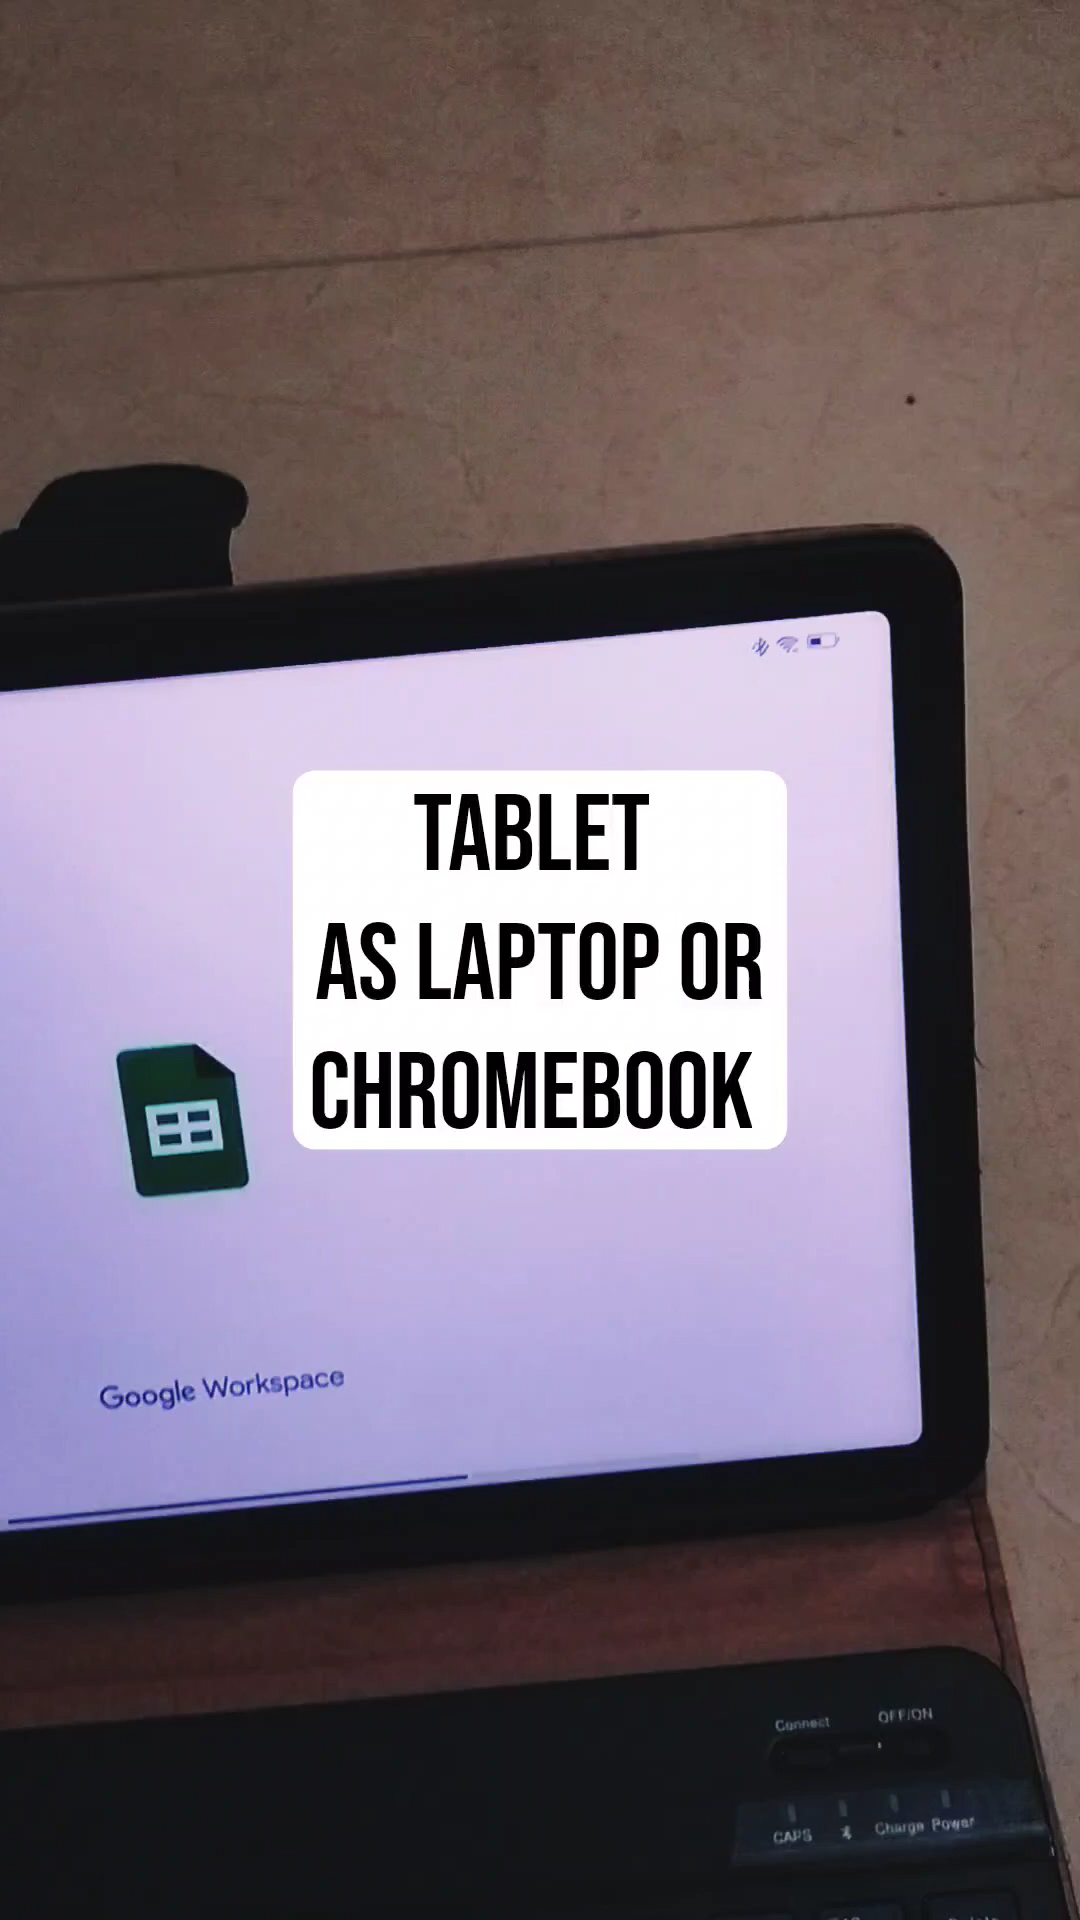 TABLET
AS LAPTOP OR
CHROMEBOOK
Google Workspace
Connect OFF/ON
CAPS Charge Power